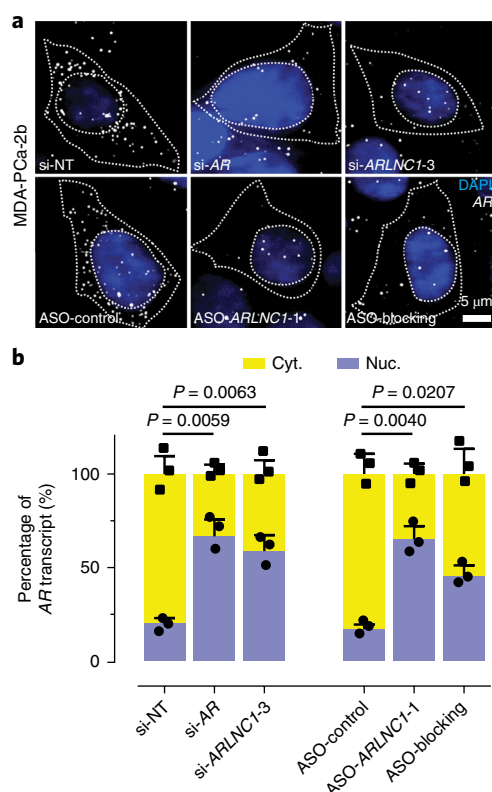 a
MDA-PCa-2b
si-NT
si-AR
si-ARLNC1-3
ASO-control
ASO-ARLNC1-1
ASO-blocking
DAPI
AR
5 μm
b
Cyt.
Nuc.
P = 0.0063
P = 0.0059
P = 0.0207
P = 0.0040
Percentage of
AR transcript (%)
100
50
0
si-NT
si-AR
si-ARLNC1-3
ASO-control
ASO-ARLNC1-1
ASO-blocking